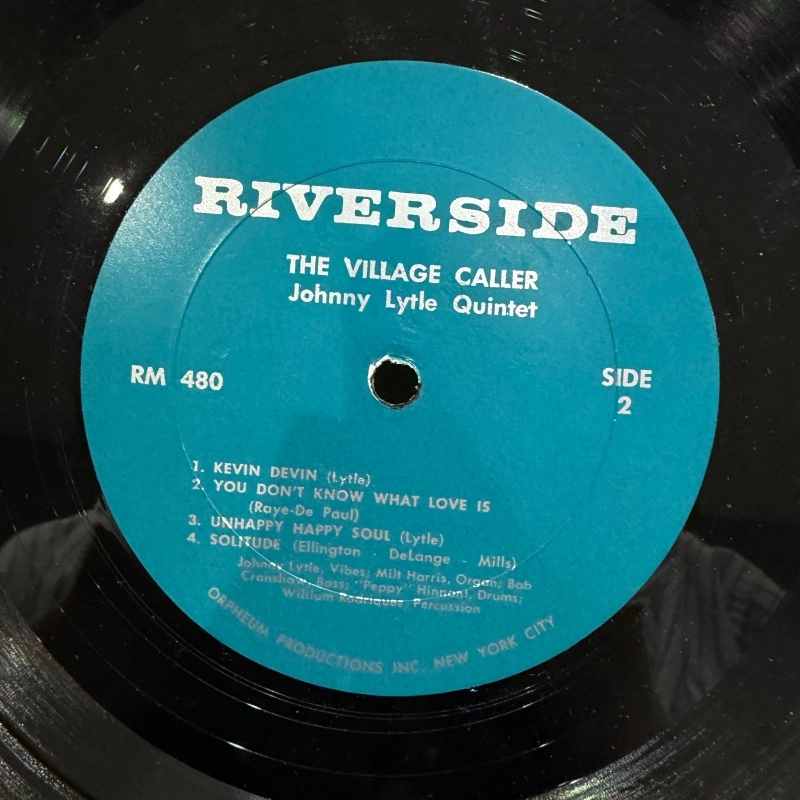 RIVERSIDE
THE VILLAGE CALLER
Johnny Lytle Quintet
RM 480
SIDE
2
1. KEVIN DEVIN (Lytle)
2. YOU DON'T KNOW WHAT LOVE IS
(Raye-De Paul)
3. UNHAPPY HAPPY SOUL (Lytle)
4. SOLITUDE (Ellington - DeLange - Mills)
Johnny Lytle, Vibes; Milt Harris, Organ; Bob
Cranshaw, Bass; "Peppy" Hinnant, Drums;
William Rodriquez, Percussion
ORPHEUM PRODUCTIONS INC. NEW YORK CITY